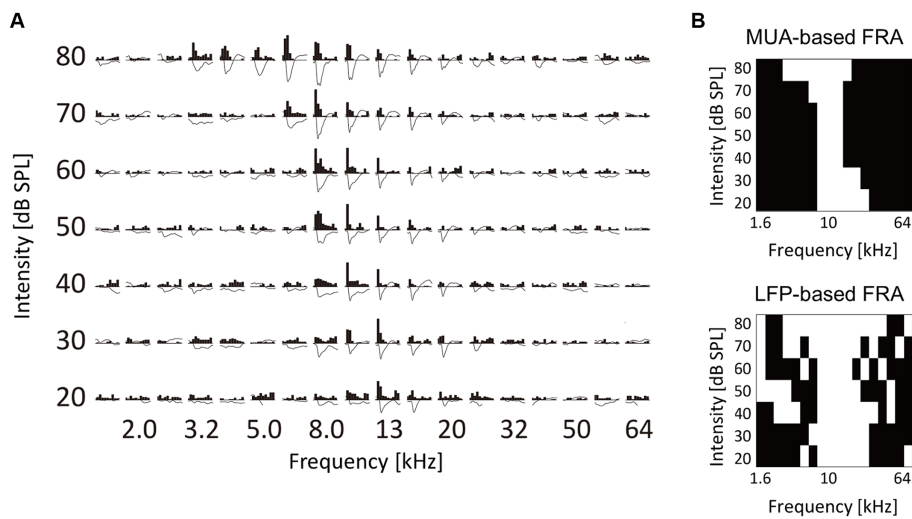 A
Intensity [dB SPL]
80
70
60
50
40
30
20
2.0 3.2 5.0 8.0 13 20 32 50 64
Frequency [kHz]
B
MUA-based FRA
Intensity [dB SPL]
80
70
60
50
40
30
20
1.6 10 64
Frequency [kHz]
LFP-based FRA
Intensity [dB SPL]
80
70
60
50
40
30
20
1.6 10 64
Frequency [kHz]